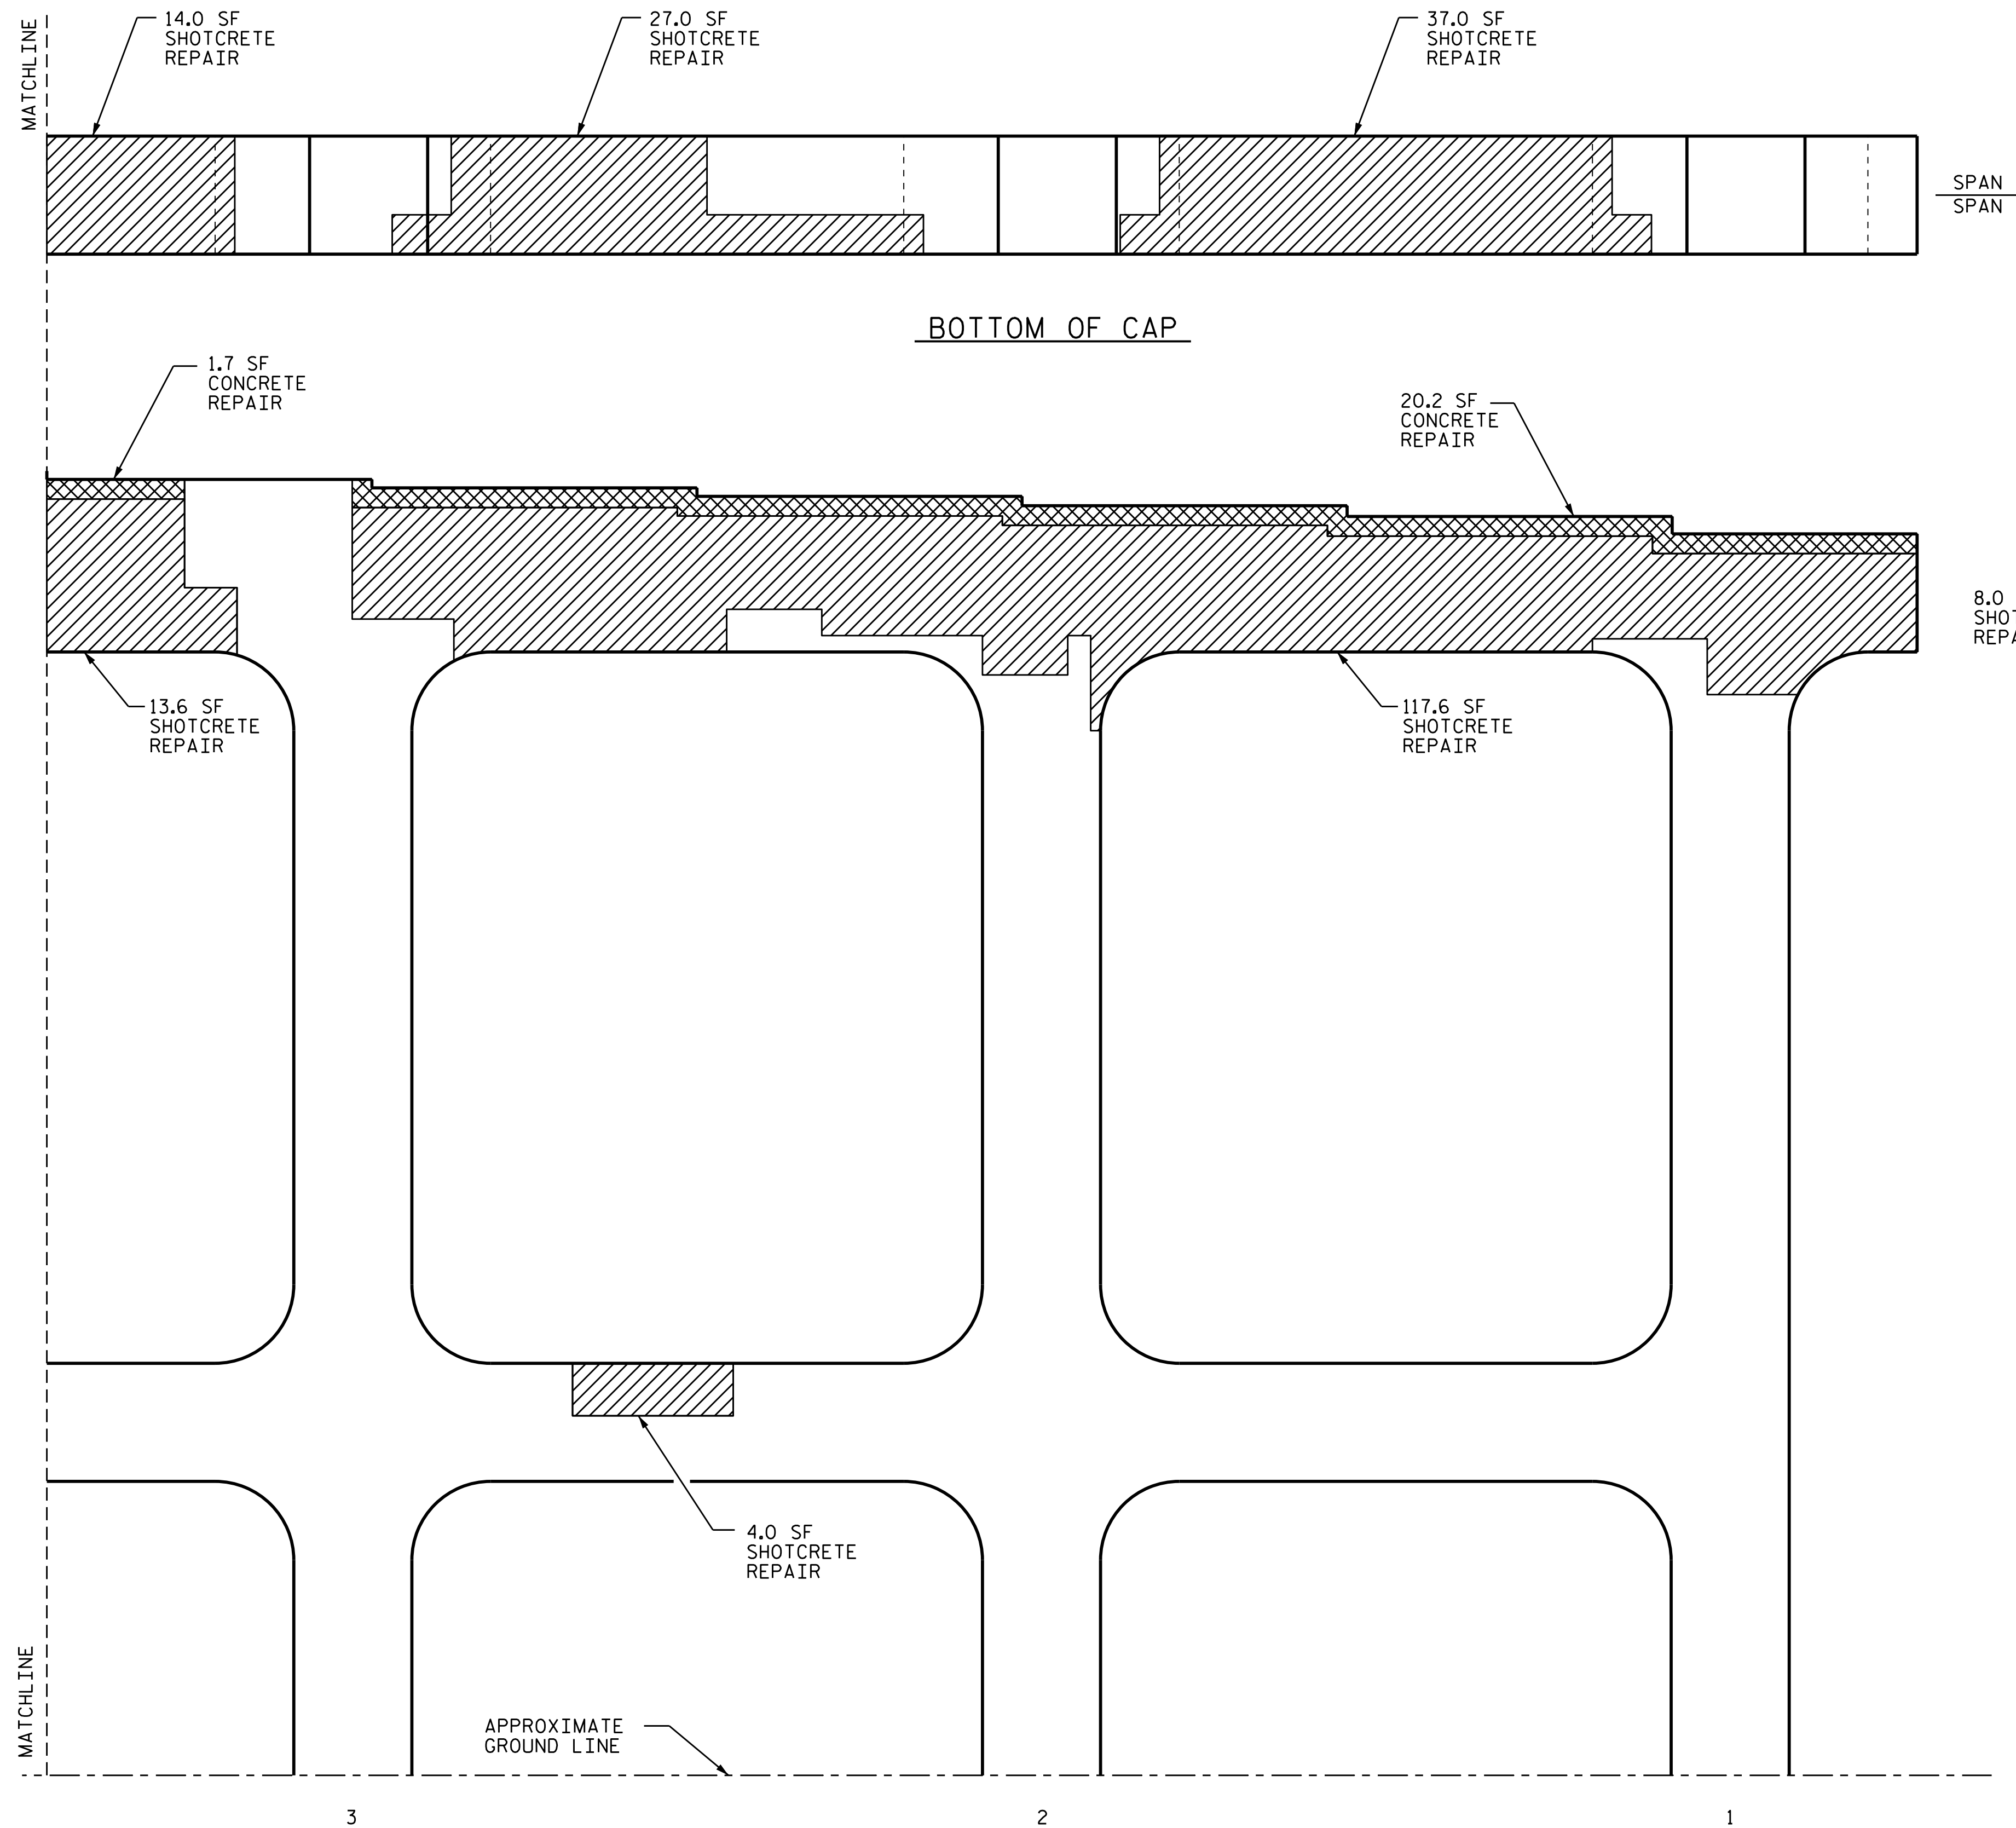 MATCHLINE
14.0 SF
SHOTCRETE
REPAIR
27.0 SF
SHOTCRETE
REPAIR
37.0 SF
SHOTCRETE
REPAIR
SPAN
SPAN
BOTTOM OF CAP
1.7 SF
CONCRETE
REPAIR
20.2 SF
CONCRETE
REPAIR
8.0
13.6 SF
SHOTCRETE
REPAIR
117.6 SF
SHOTCRETE
REPAIR
4.0 SF
SHOTCRETE
REPAIR
MATCHLINE
APPROXIMATE
GROUND LINE
3
2
1